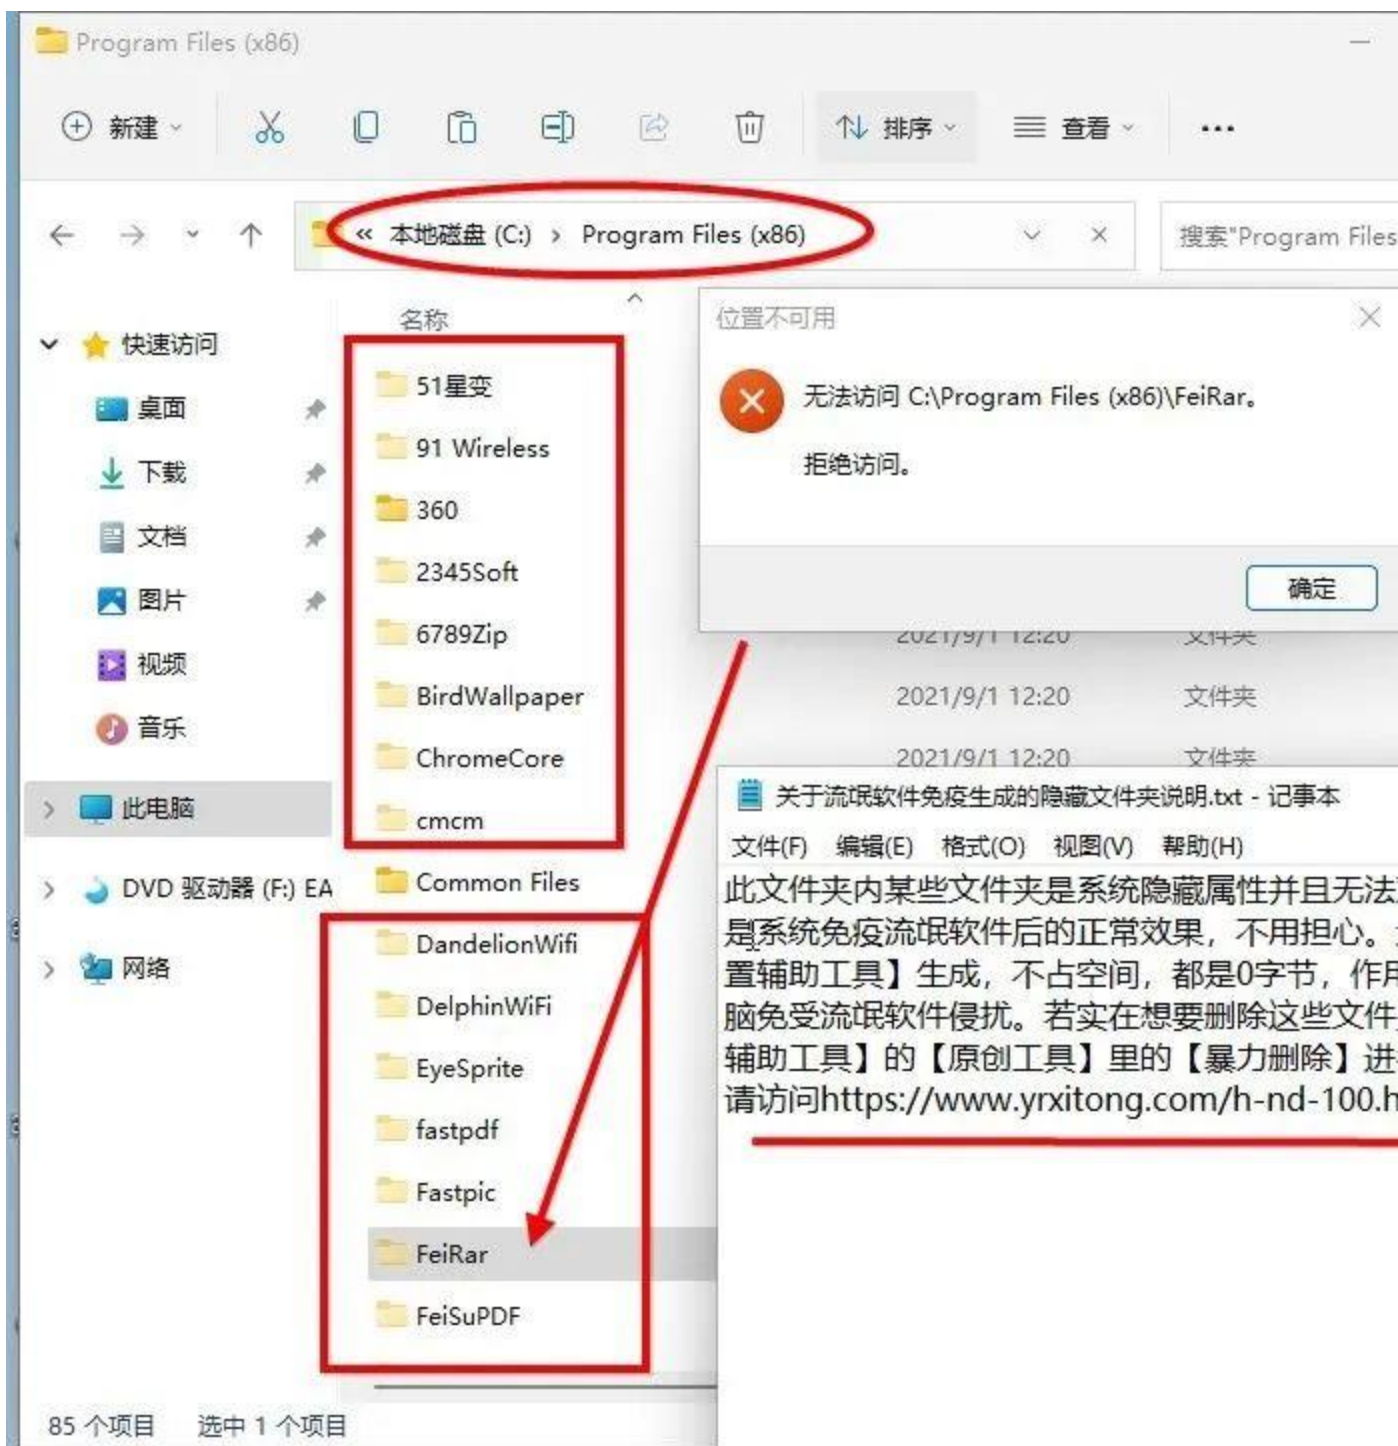 Program Files (x86)
新建
排序
查看
« 本地磁盘 (C:) › Program Files (x86)
搜索"Program Files
名称
快速访问
桌面
下载
文档
图片
视频
音乐
此电脑
DVD 驱动器 (F:) EA
网络
51星变
91 Wireless
360
2345Soft
6789Zip
BirdWallpaper
ChromeCore
cmcm
Common Files
DandelionWifi
DelphinWiFi
EyeSprite
fastpdf
Fastpic
FeiRar
FeiSuPDF
位置不可用
无法访问 C:\Program Files (x86)\FeiRar。
拒绝访问。
确定
2021/9/1 12:20 文件夹
2021/9/1 12:20 文件夹
2021/9/1 12:20 文件夹
关于流氓软件免疫生成的隐藏文件夹说明.txt - 记事本
文件(F) 编辑(E) 格式(O) 视图(V) 帮助(H)
此文件夹内某些文件夹是系统隐藏属性并且无法
是系统免疫流氓软件后的正常效果，不用担心。
置辅助工具】生成，不占空间，都是0字节，作用
脑免受流氓软件侵扰。若实在想要删除这些文件
辅助工具】的【原创工具】里的【暴力删除】进
请访问https://www.yrxitong.com/h-nd-100.h
85 个项目 选中 1 个项目